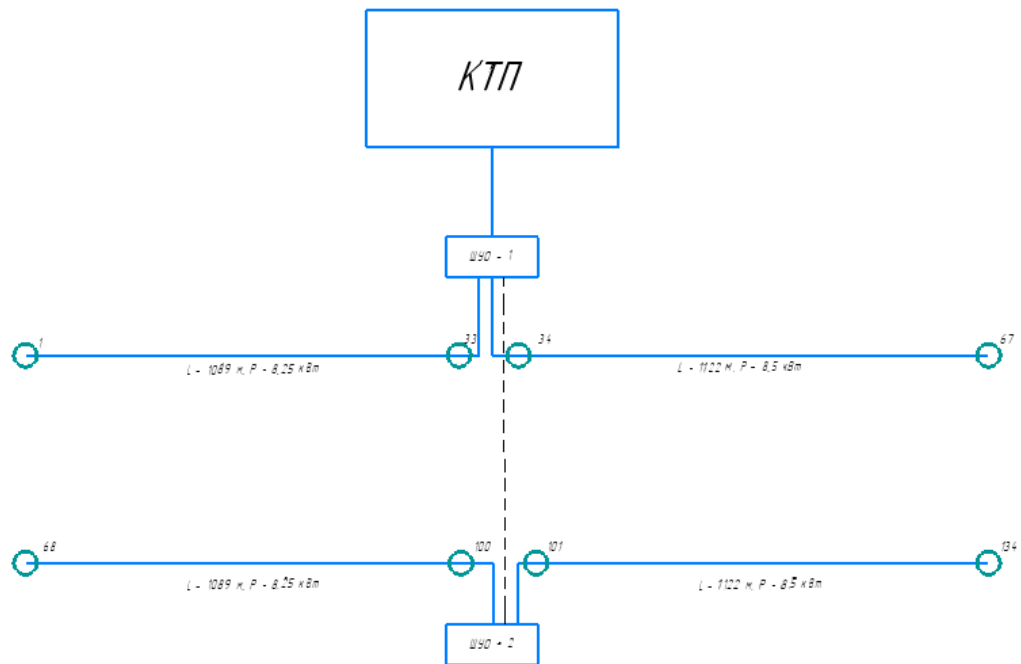 КТП
ШУО - 1
1
33
34
67
L - 1089 м, Р - 8,25 кВт
L - 1122 м, Р - 8,5 кВт
68
100
101
134
L - 1089 м, Р - 8,25 кВт
L - 1122 м, Р - 8,5 кВт
ШУО - 2